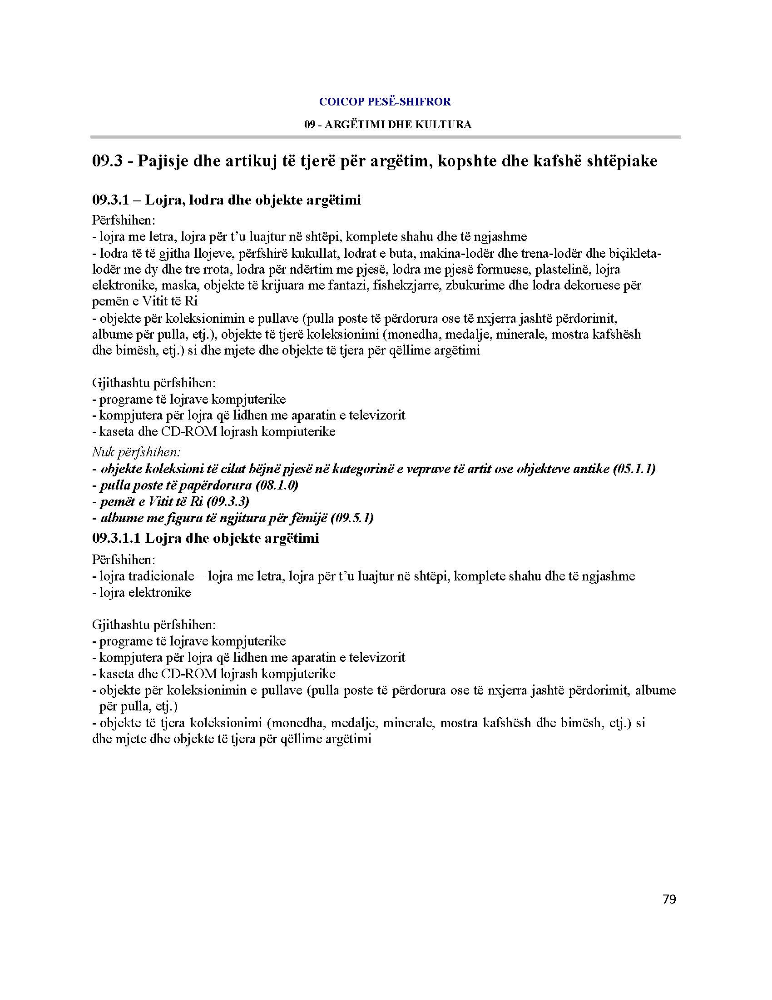 COICOP PESË-SHIFROR
09 - ARGËTIMI DHE KULTURA
09.3 - Pajisje dhe artikuj të tjerë për argëtim, kopshte dhe kafshë shtëpiake
09.3.1 – Lojra, lodra dhe objekte argëtimi
Përfshihen:
- lojra me letra, lojra për t’u luajtur në shtëpi, komplete shahu dhe të ngjashme
- lodra të të gjitha llojeve, përfshirë kukullat, lodrat e buta, makina-lodër dhe trena-lodër dhe biçikleta-
lodër me dy dhe tre rrota, lodra për ndërtim me pjesë, lodra me pjesë formuese, plastelinë, lojra
elektronike, maska, objekte të krijuara me fantazi, fishekzjarre, zbukurime dhe lodra dekoruese për
pemën e Vitit të Ri
- objekte për koleksionimin e pullave (pulla poste të përdorura ose të nxjerra jashtë përdorimit,
albume për pulla, etj.), objekte të tjerë koleksionimi (monedha, medalje, minerale, mostra kafshësh
dhe bimësh, etj.) si dhe mjete dhe objekte të tjera për qëllime argëtimi
Gjithashtu përfshihen:
- programe të lojrave kompjuterike
- kompjutera për lojra që lidhen me aparatin e televizorit
- kaseta dhe CD-ROM lojrash kompiuterike
Nuk përfshihen:
- objekte koleksioni të cilat bëjnë pjesë në kategorinë e veprave të artit ose objekteve antike (05.1.1)
- pulla poste të papërdorura (08.1.0)
- pemët e Vitit të Ri (09.3.3)
- albume me figura të ngjitura për fëmijë (09.5.1)
09.3.1.1 Lojra dhe objekte argëtimi
Përfshihen:
- lojra tradicionale – lojra me letra, lojra për t’u luajtur në shtëpi, komplete shahu dhe të ngjashme
- lojra elektronike
Gjithashtu përfshihen:
- programe të lojrave kompjuterike
- kompjutera për lojra që lidhen me aparatin e televizorit
- kaseta dhe CD-ROM lojrash kompjuterike
- objekte për koleksionimin e pullave (pulla poste të përdorura ose të nxjerra jashtë përdorimit, albume
për pulla, etj.)
- objekte të tjera koleksionimi (monedha, medalje, minerale, mostra kafshësh dhe bimësh, etj.) si
dhe mjete dhe objekte të tjera për qëllime argëtimi
79